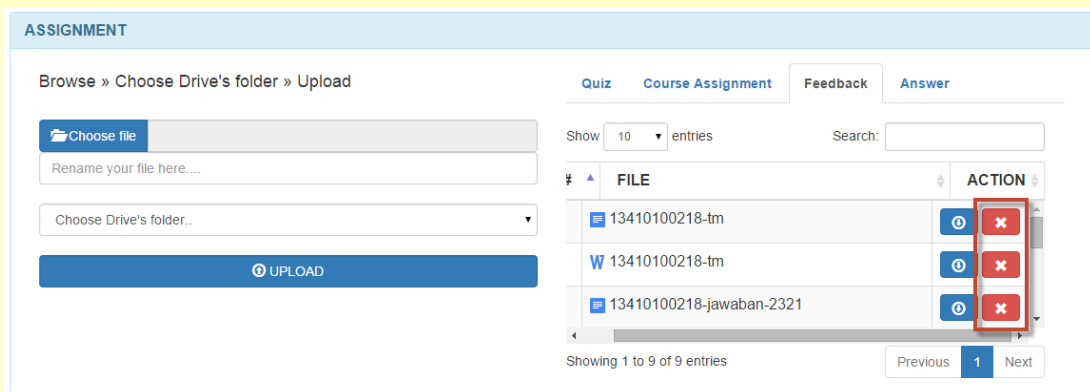 ASSIGNMENT
Browse » Choose Drive's folder » Upload
Choose file
Rename your file here....
Choose Drive's folder..
UPLOAD
Quiz Course Assignment Feedback Answer
Show 10 entries Search:
# FILE ACTION
13410100218-tm
W 13410100218-tm
13410100218-jawaban-2321
Showing 1 to 9 of 9 entries
Previous 1 Next